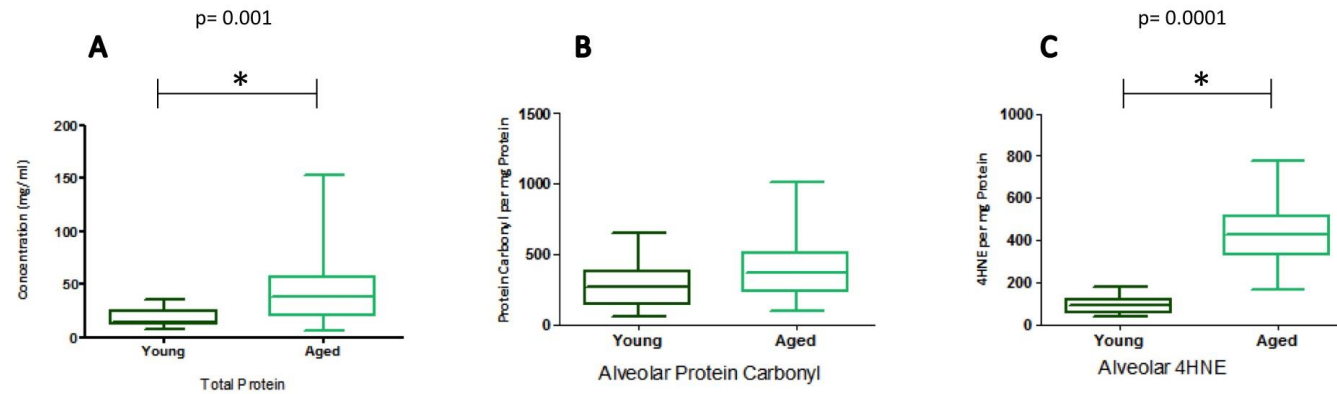 p= 0.001
A
*
200
150
100
50
0
Concentration (mg/ml)
Young Aged
Total Protein
B
1500
1000
500
0
Protein Carbonyl per mg Protein
Young Aged
Alveolar Protein Carbonyl
p= 0.0001
C
*
1000
800
600
400
200
0
4HNE per mg Protein
Young Aged
Alveolar 4HNE